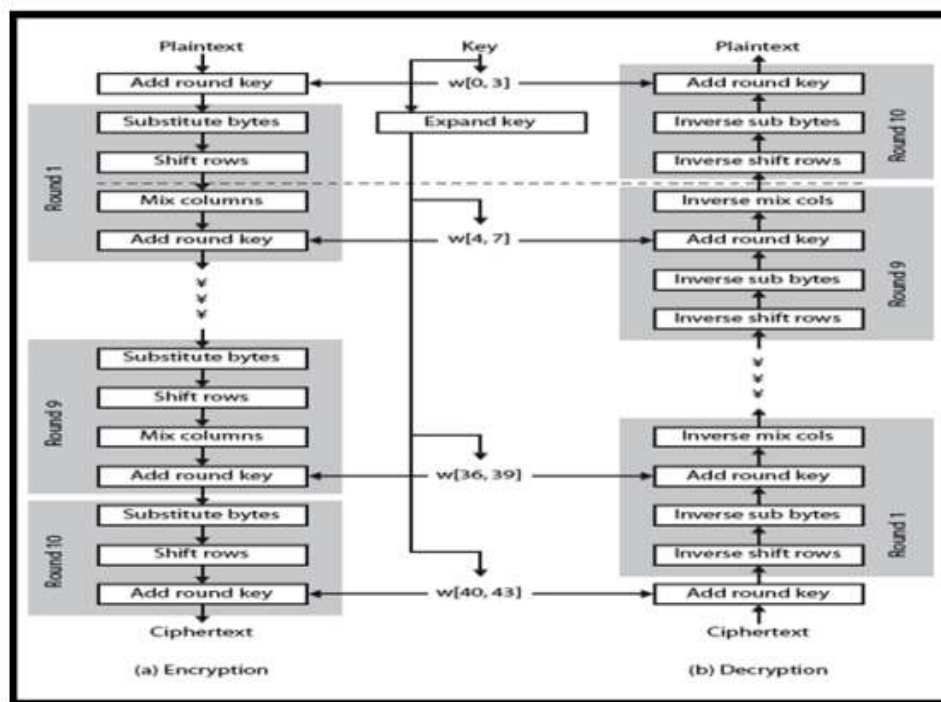 Plaintext
Add round key
Round 1
Substitute bytes
Shift rows
Mix columns
Add round key
Round 9
Substitute bytes
Shift rows
Mix columns
Add round key
Round 10
Substitute bytes
Shift rows
Add round key
Ciphertext
(a) Encryption
Key
w[0, 3]
Expand key
w[4, 7]
w[36, 39]
w[40, 43]
Plaintext
Add round key
Inverse sub bytes
Inverse shift rows
Round 10
Inverse mix cols
Add round key
Inverse sub bytes
Inverse shift rows
Round 9
Inverse mix cols
Add round key
Inverse sub bytes
Inverse shift rows
Round 1
Add round key
Ciphertext
(b) Decryption